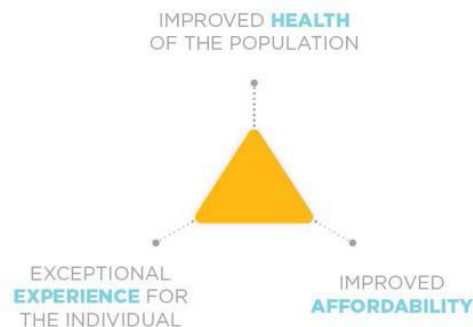 IMPROVED HEALTH
OF THE POPULATION
EXCEPTIONAL
EXPERIENCE FOR
THE INDIVIDUAL
IMPROVED
AFFORDABILITY